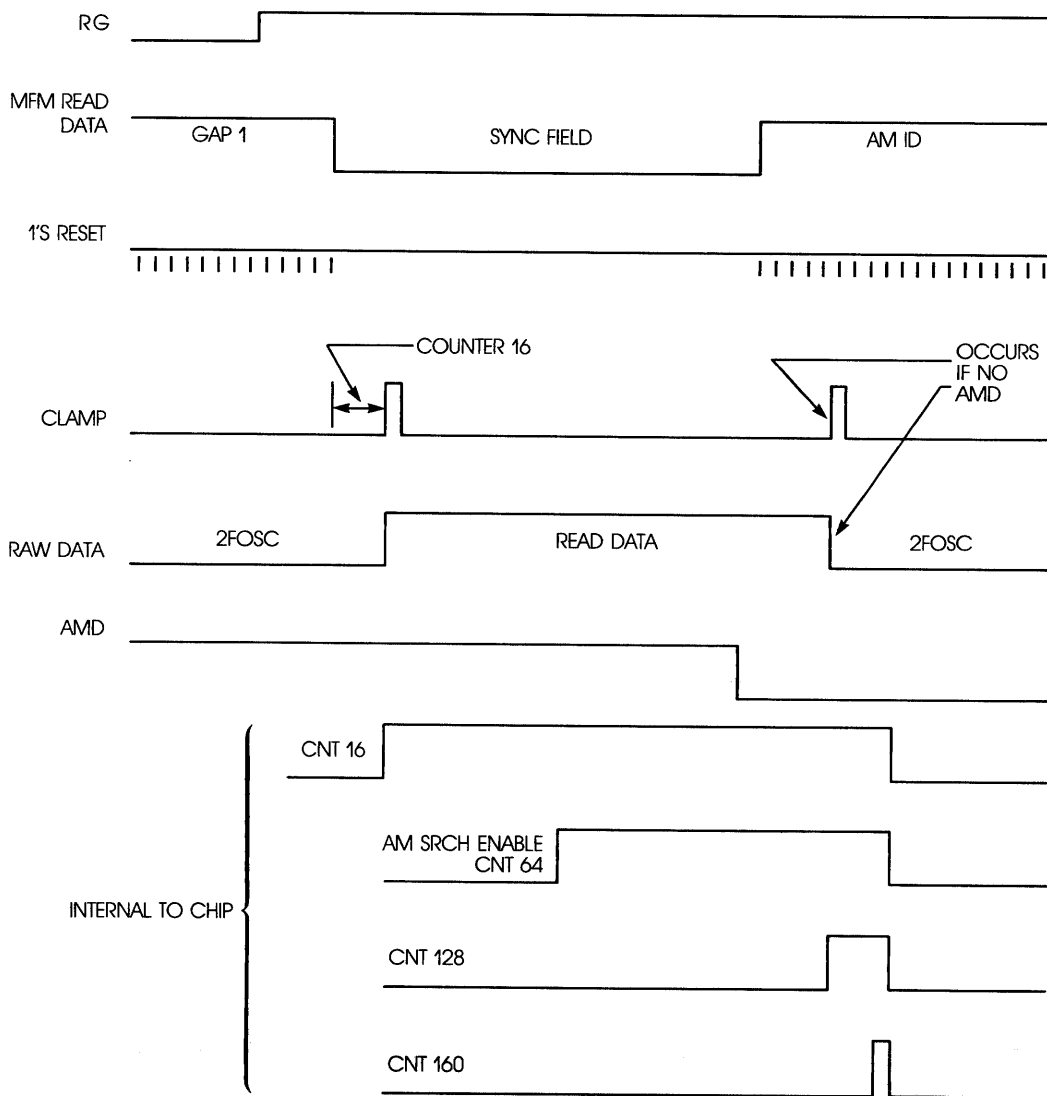 RG
MFM READ
DATA
GAP 1
SYNC FIELD
AM ID
1'S RESET
COUNTER 16
OCCURS
IF NO
AMD
CLAMP
2FOSC
READ DATA
2FOSC
RAW DATA
AMD
CNT 16
AM SRCH ENABLE
CNT 64
INTERNAL TO CHIP
CNT 128
CNT 160